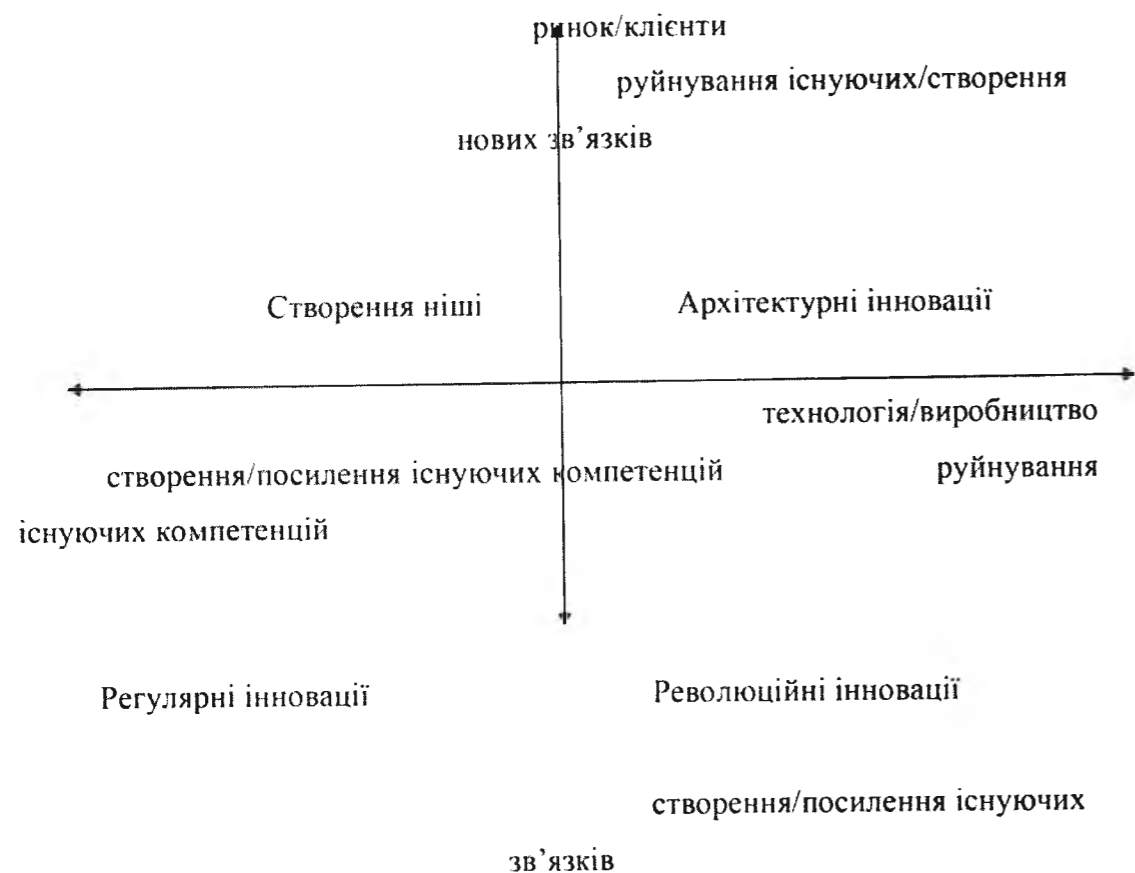 ринок/клієнти
руйнування існуючих/створення
нових зв’язків
Створення ніші Архітектурні інновації
технологія/виробництво
створення/посилення існуючих компетенцій руйнування
існуючих компетенцій
Регулярні інновації Революційні інновації
створення/посилення існуючих
зв’язків